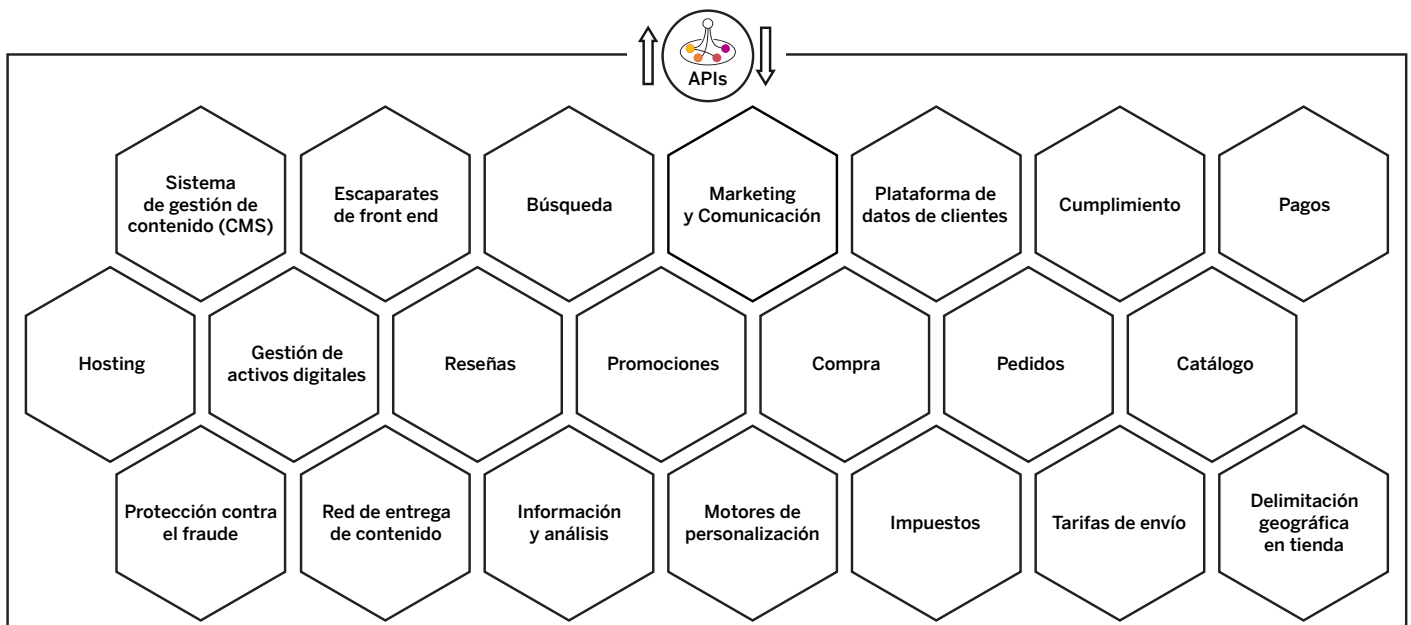 APIs
Sistema
de gestión de
contenido (CMS)
Escaparates
de front end
Búsqueda
Marketing
y Comunicación
Plataforma de
datos de clientes
Cumplimiento
Pagos
Hosting
Gestión de
activos digitales
Reseñas
Promociones
Compra
Pedidos
Catálogo
Protección contra
el fraude
Red de entrega
de contenido
Información
y análisis
Motores de
personalización
Impuestos
Tarifas de envío
Delimitación
geográfica
en tienda